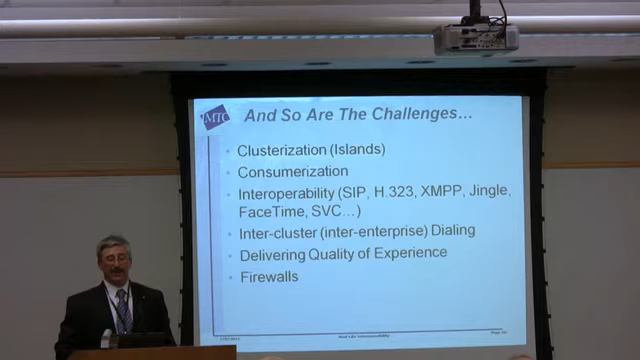 MTC
And So Are The Challenges…
• Clusterization (Islands)
• Consumerization
• Interoperability (SIP, H.323, XMPP, Jingle,
FaceTime, SVC…)
• Inter-cluster (inter-enterprise) Dialing
• Delivering Quality of Experience
• Firewalls